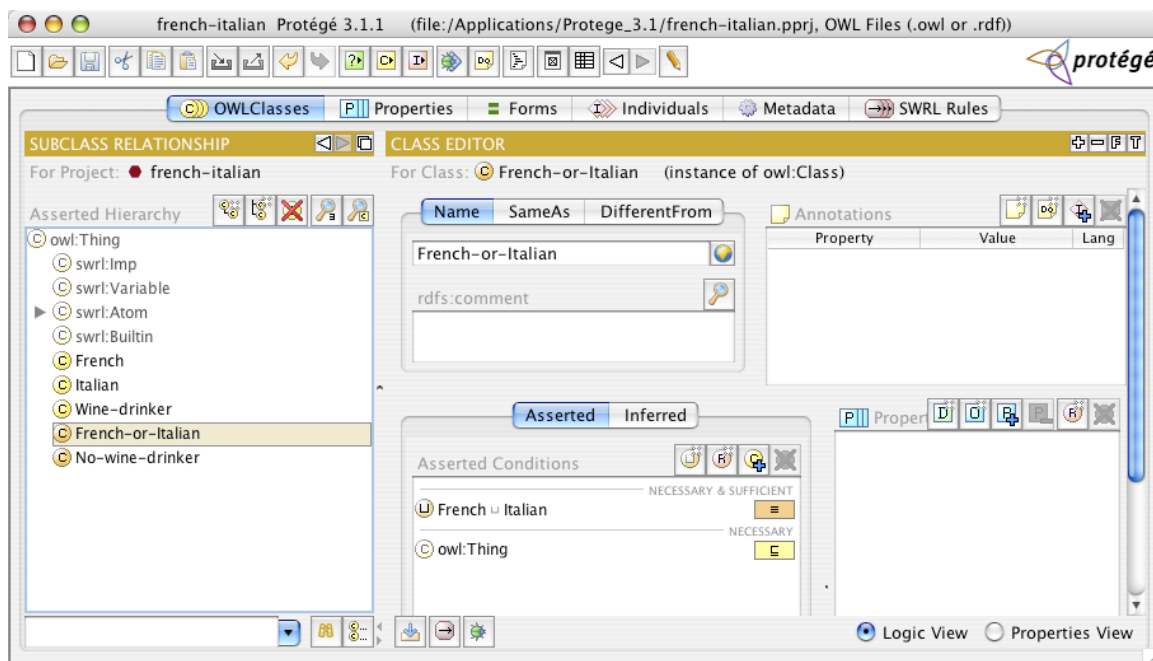 french-italian Protégé 3.1.1 (file:/Applications/Protege_3.1/french-italian.pprj, OWL Files (.owl or .rdf))
protégé
OWLClasses Properties Forms Individuals Metadata SWRL Rules
SUBCLASS RELATIONSHIP
For Project: french-italian
Asserted Hierarchy
owl:Thing
swrl:Imp
swrl:Variable
swrl:Atom
swrl:Builtin
French
Italian
Wine-drinker
French-or-Italian
No-wine-drinker
CLASS EDITOR
For Class: French-or-Italian (instance of owl:Class)
Name SameAs DifferentFrom
French-or-Italian
rdfs:comment
Annotations
Property Value Lang
Asserted Inferred
Asserted Conditions
NECESSARY & SUFFICIENT
French ⊔ Italian
≡
NECESSARY
owl:Thing
⊑
Proper
Logic View Properties View